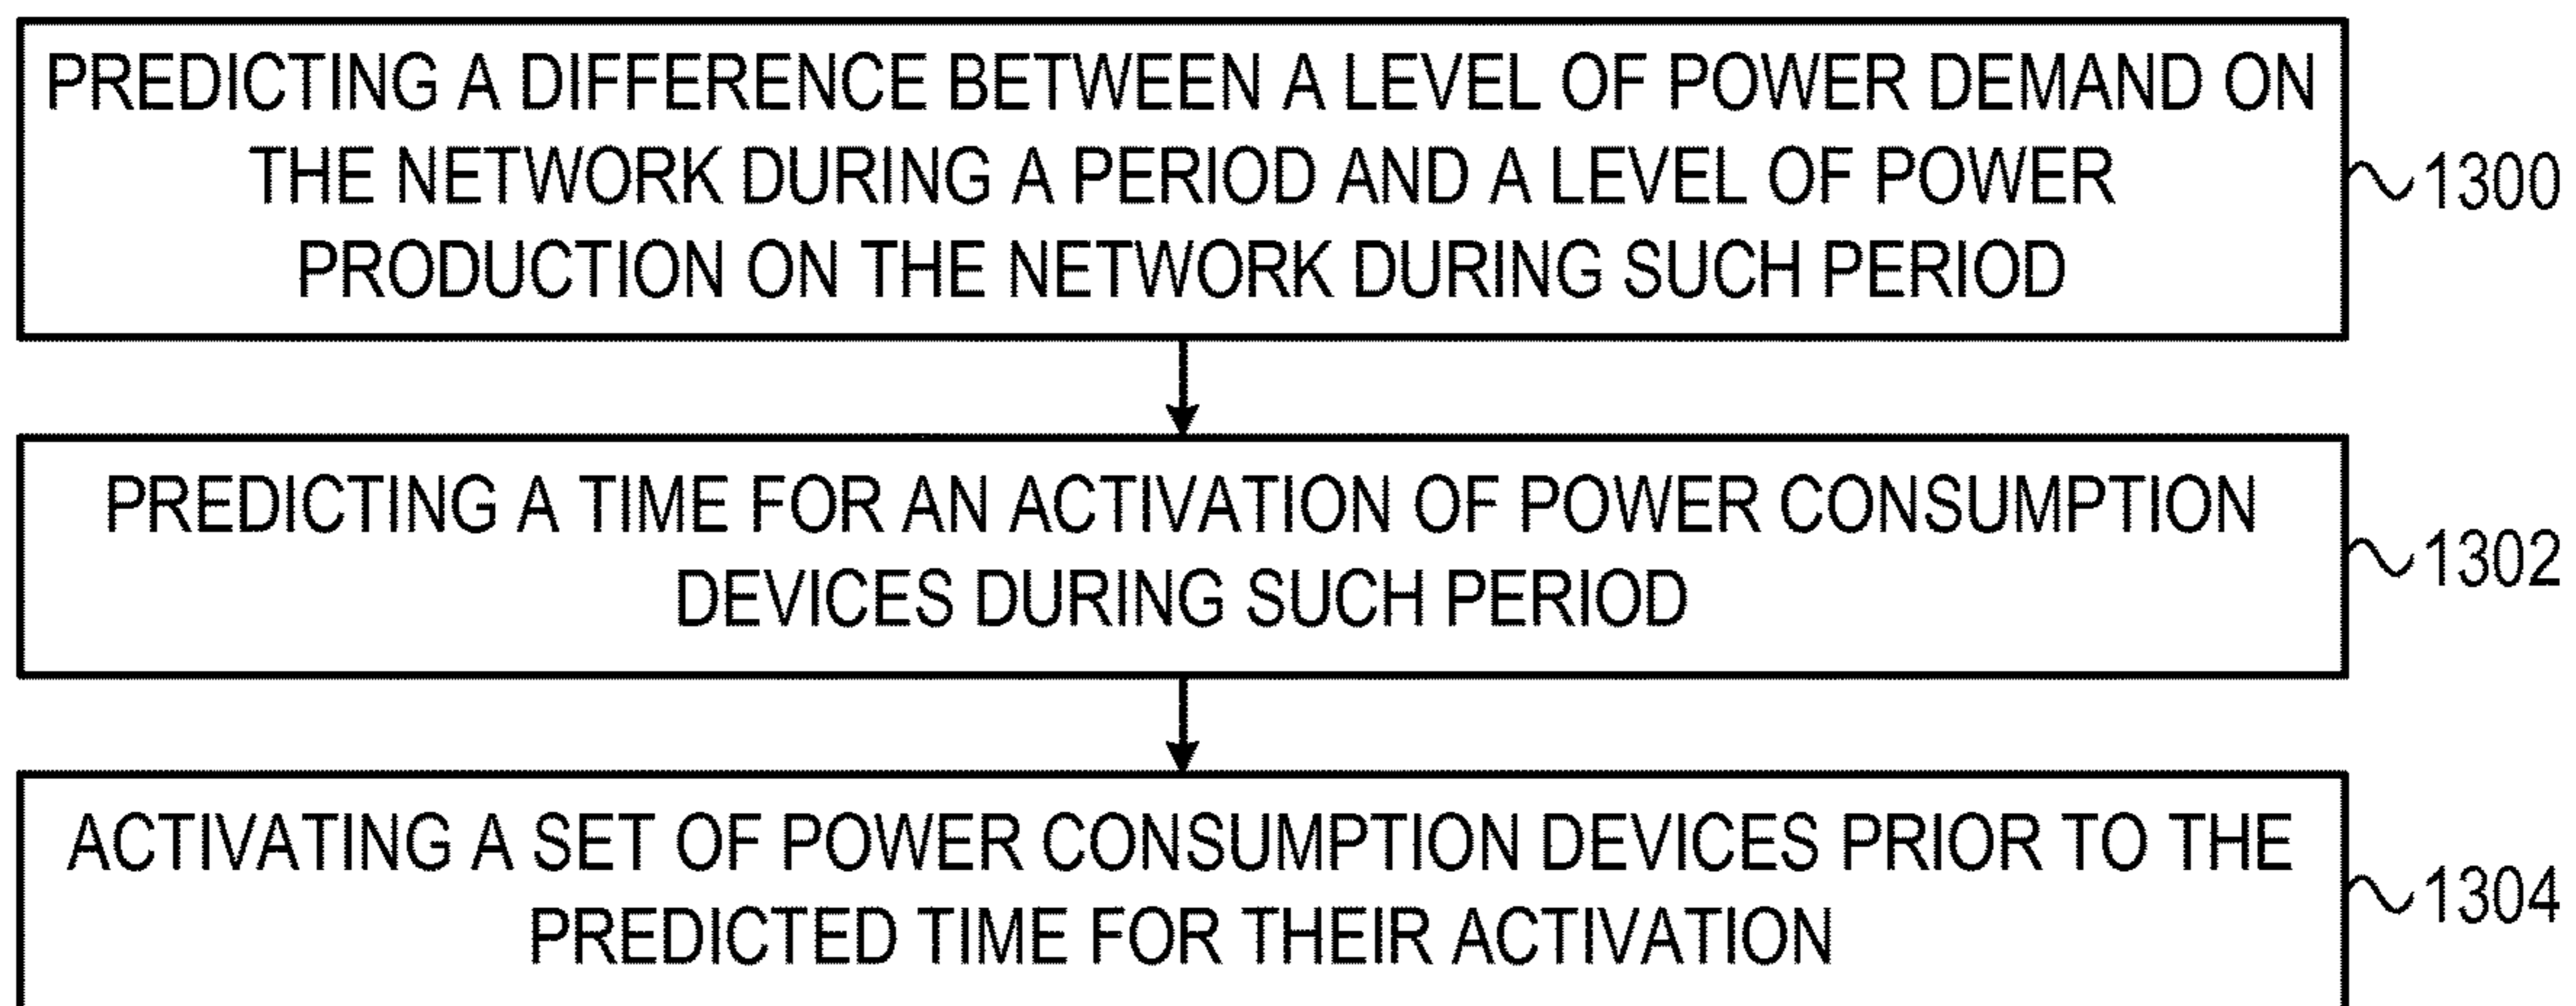 PREDICTING A DIFFERENCE BETWEEN A LEVEL OF POWER DEMAND ON
THE NETWORK DURING A PERIOD AND A LEVEL OF POWER
PRODUCTION ON THE NETWORK DURING SUCH PERIOD
1300
PREDICTING A TIME FOR AN ACTIVATION OF POWER CONSUMPTION
DEVICES DURING SUCH PERIOD
1302
ACTIVATING A SET OF POWER CONSUMPTION DEVICES PRIOR TO THE
PREDICTED TIME FOR THEIR ACTIVATION
1304